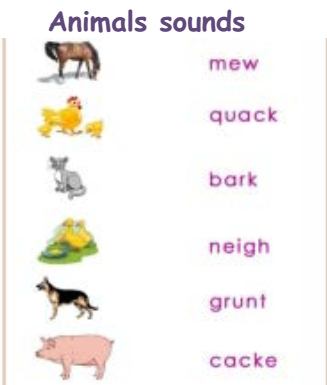 Animals sounds
mew
quack
bark
neigh
grunt
cacke